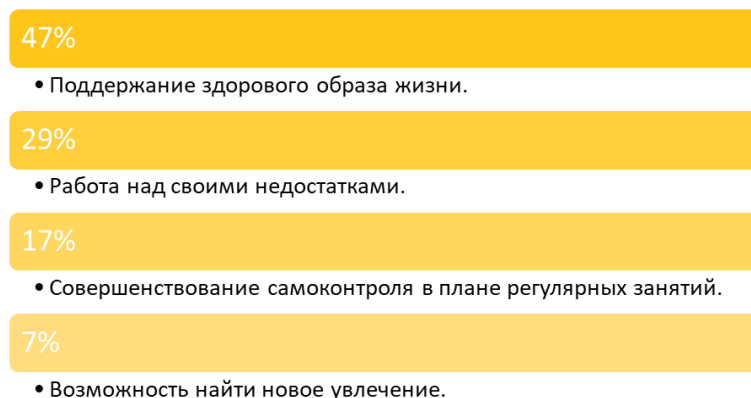 47%
• Поддержание здорового образа жизни.
29%
• Работа над своими недостатками.
17%
• Совершенствование самоконтроля в плане регулярных занятий.
7%
• Возможность найти новое увлечение.